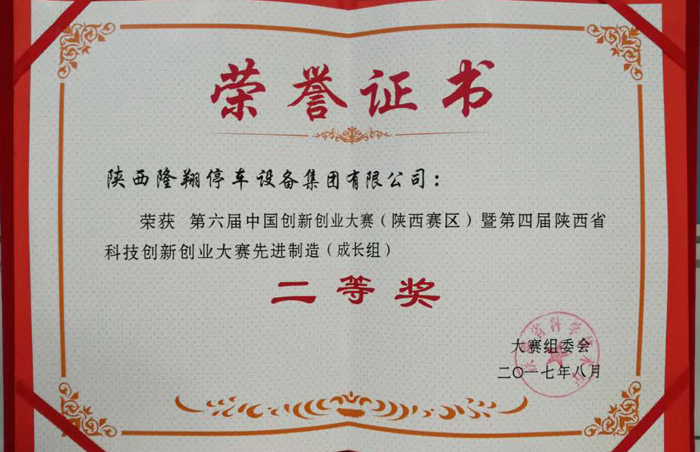 荣誉证书
陕西隆翔停车设备集团有限公司：
荣获 第六届中国创新创业大赛（陕西赛区）暨第四届陕西省
科技创新创业大赛先进制造（成长组）
二等奖
大赛组委会
二〇一七年八月